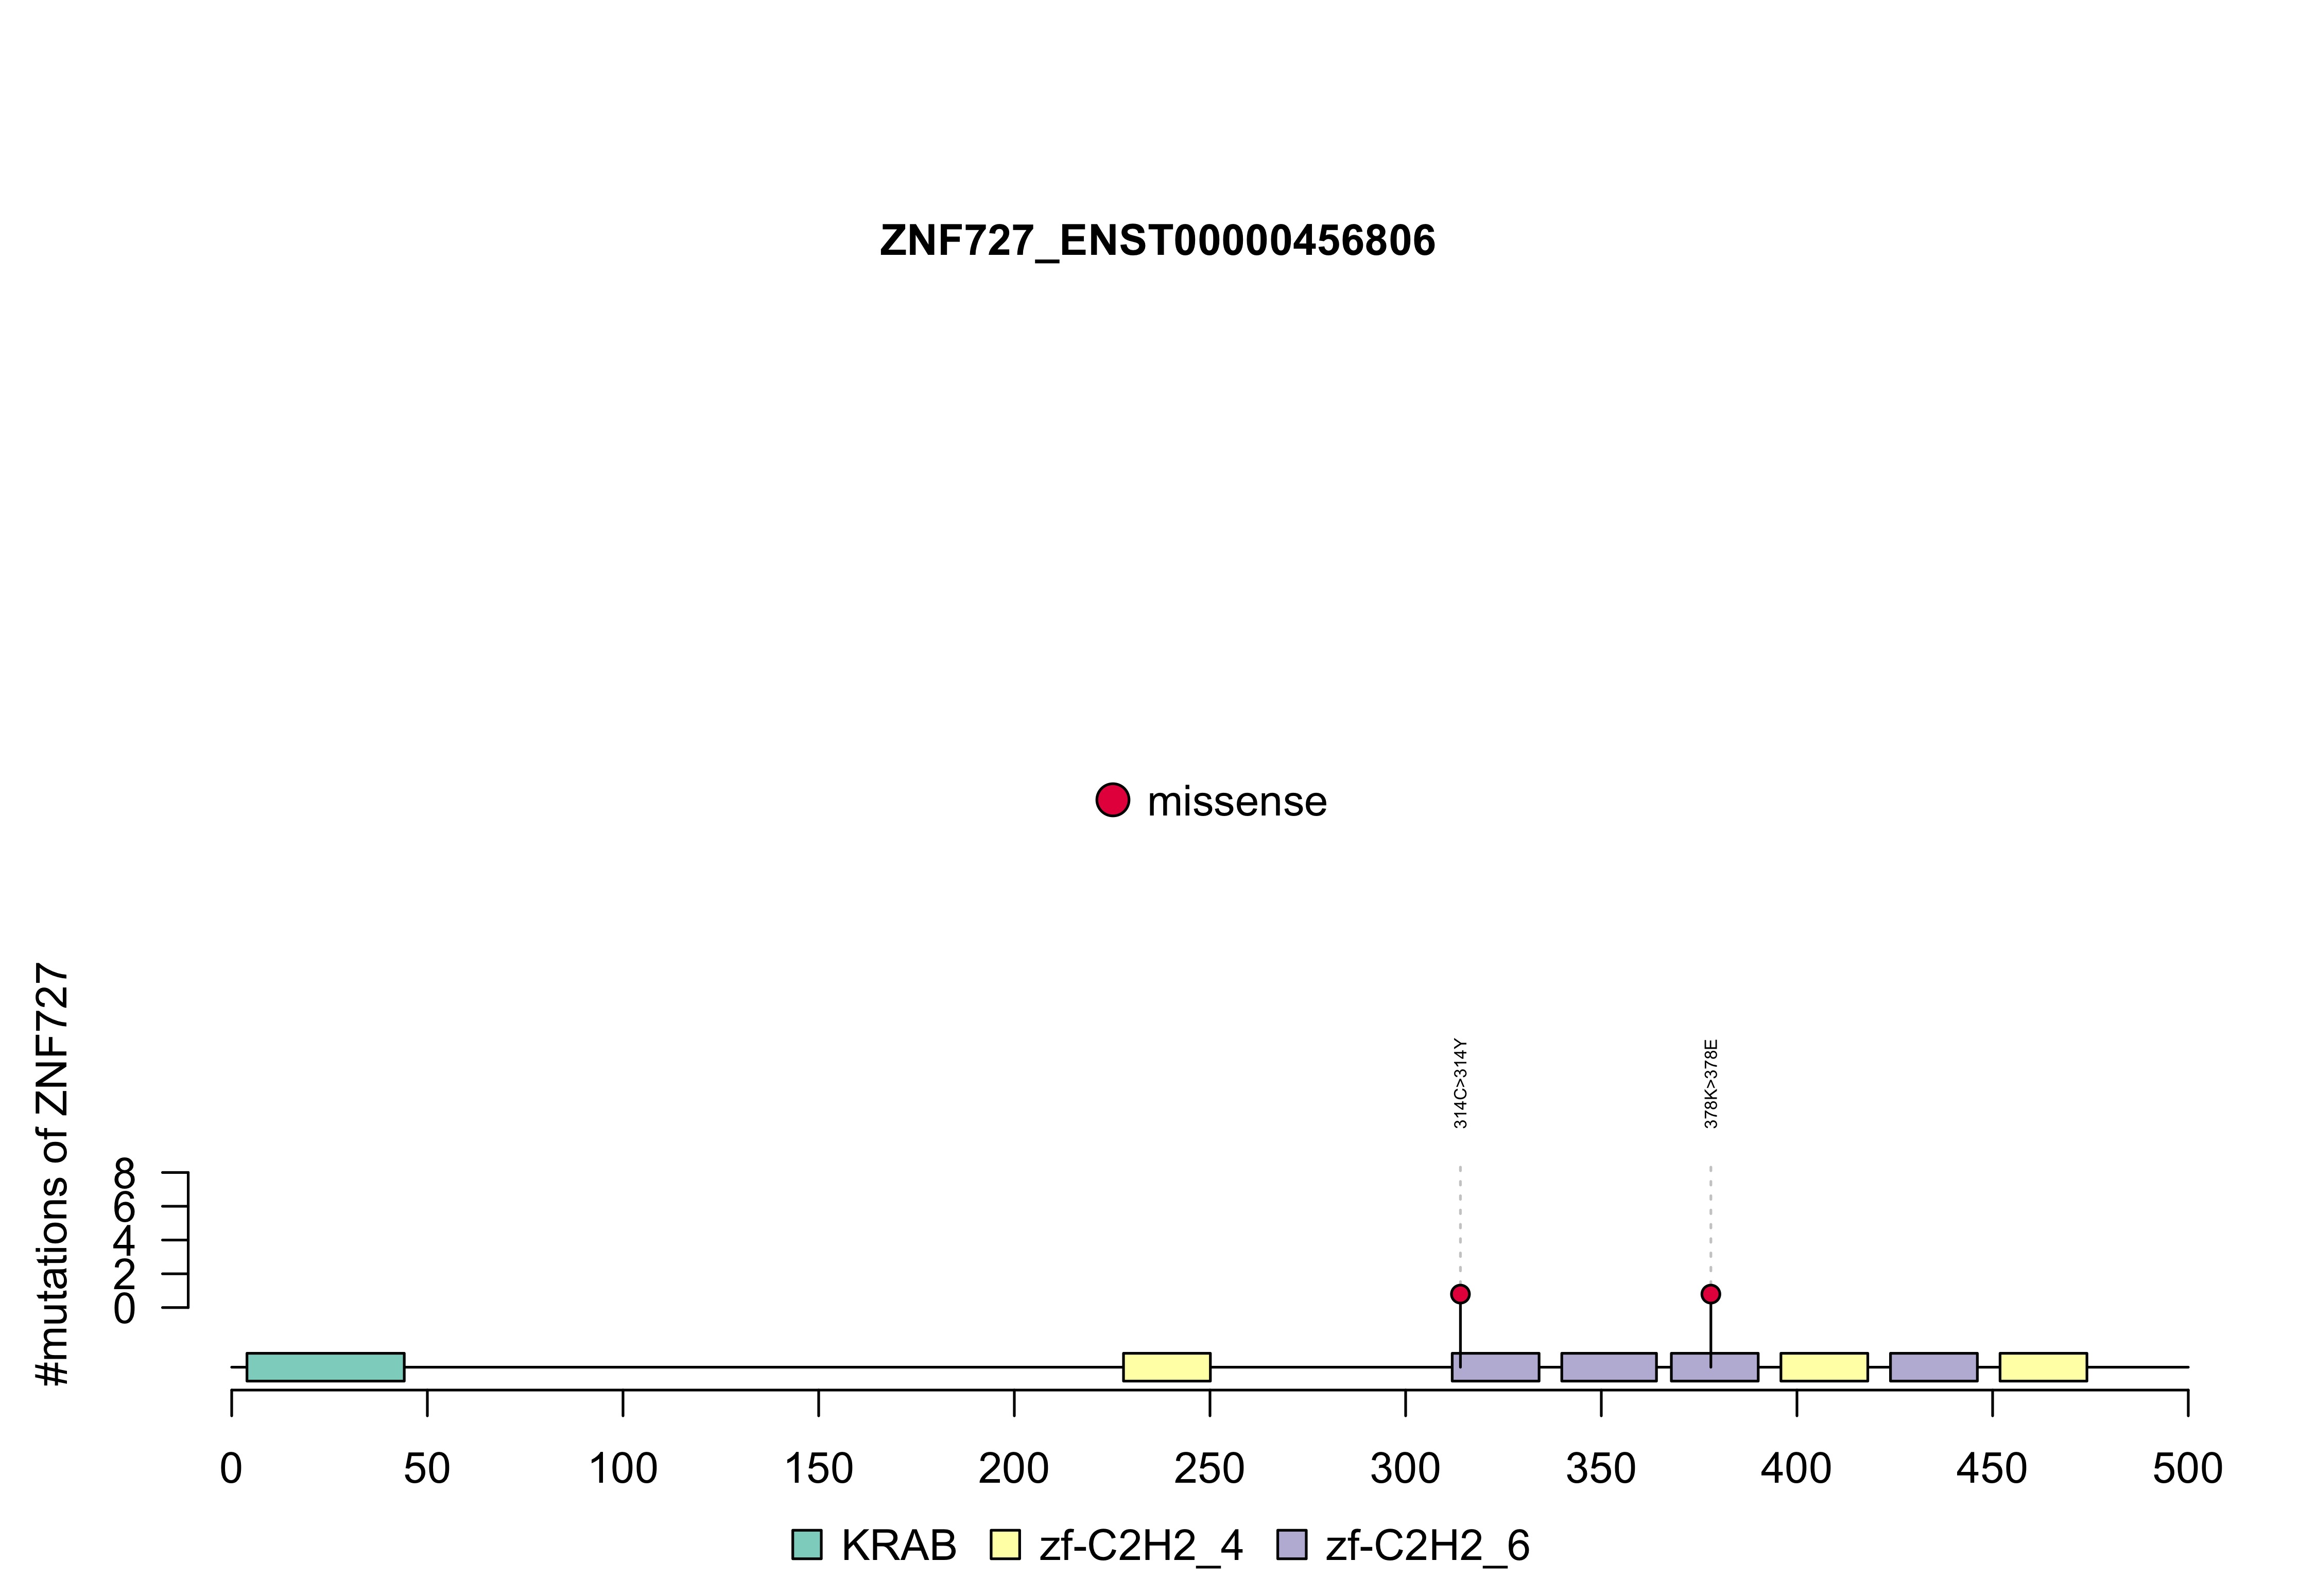 ZNF727_ENST00000456806
missense
#mutations of ZNF727
314C>314Y
378K>378E
8
6
4
2
0
0 50 100 150 200 250 300 350 400 450 500
KRAB zf-C2H2_4 zf-C2H2_6